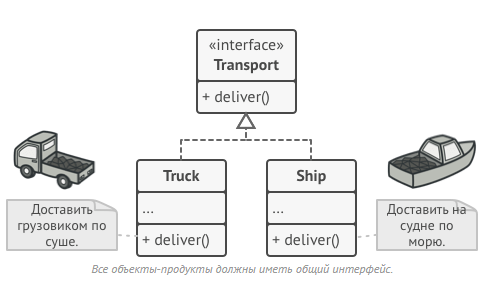 «interface»
Transport
+ deliver()
Truck
...
+ deliver()
Ship
...
+ deliver()
Доставить
грузовиком по
суше.
Доставить на
судне по
морю.
Все объекты-продукты должны иметь общий интерфейс.